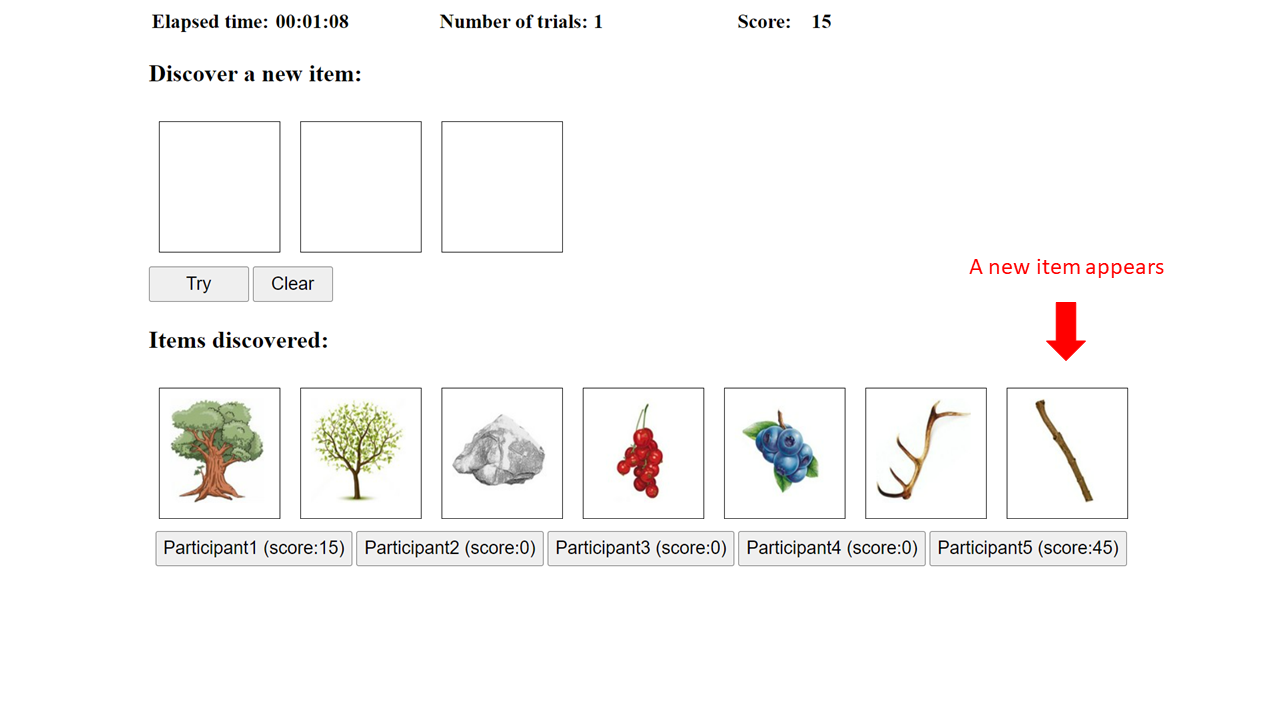 Elapsed time: 00:01:08 Number of trials: 1 Score: 15
Discover a new item:
Try Clear
A new item appears
Items discovered:
Participant1 (score:15) Participant2 (score:0) Participant3 (score:0) Participant4 (score:0) Participant5 (score:45)